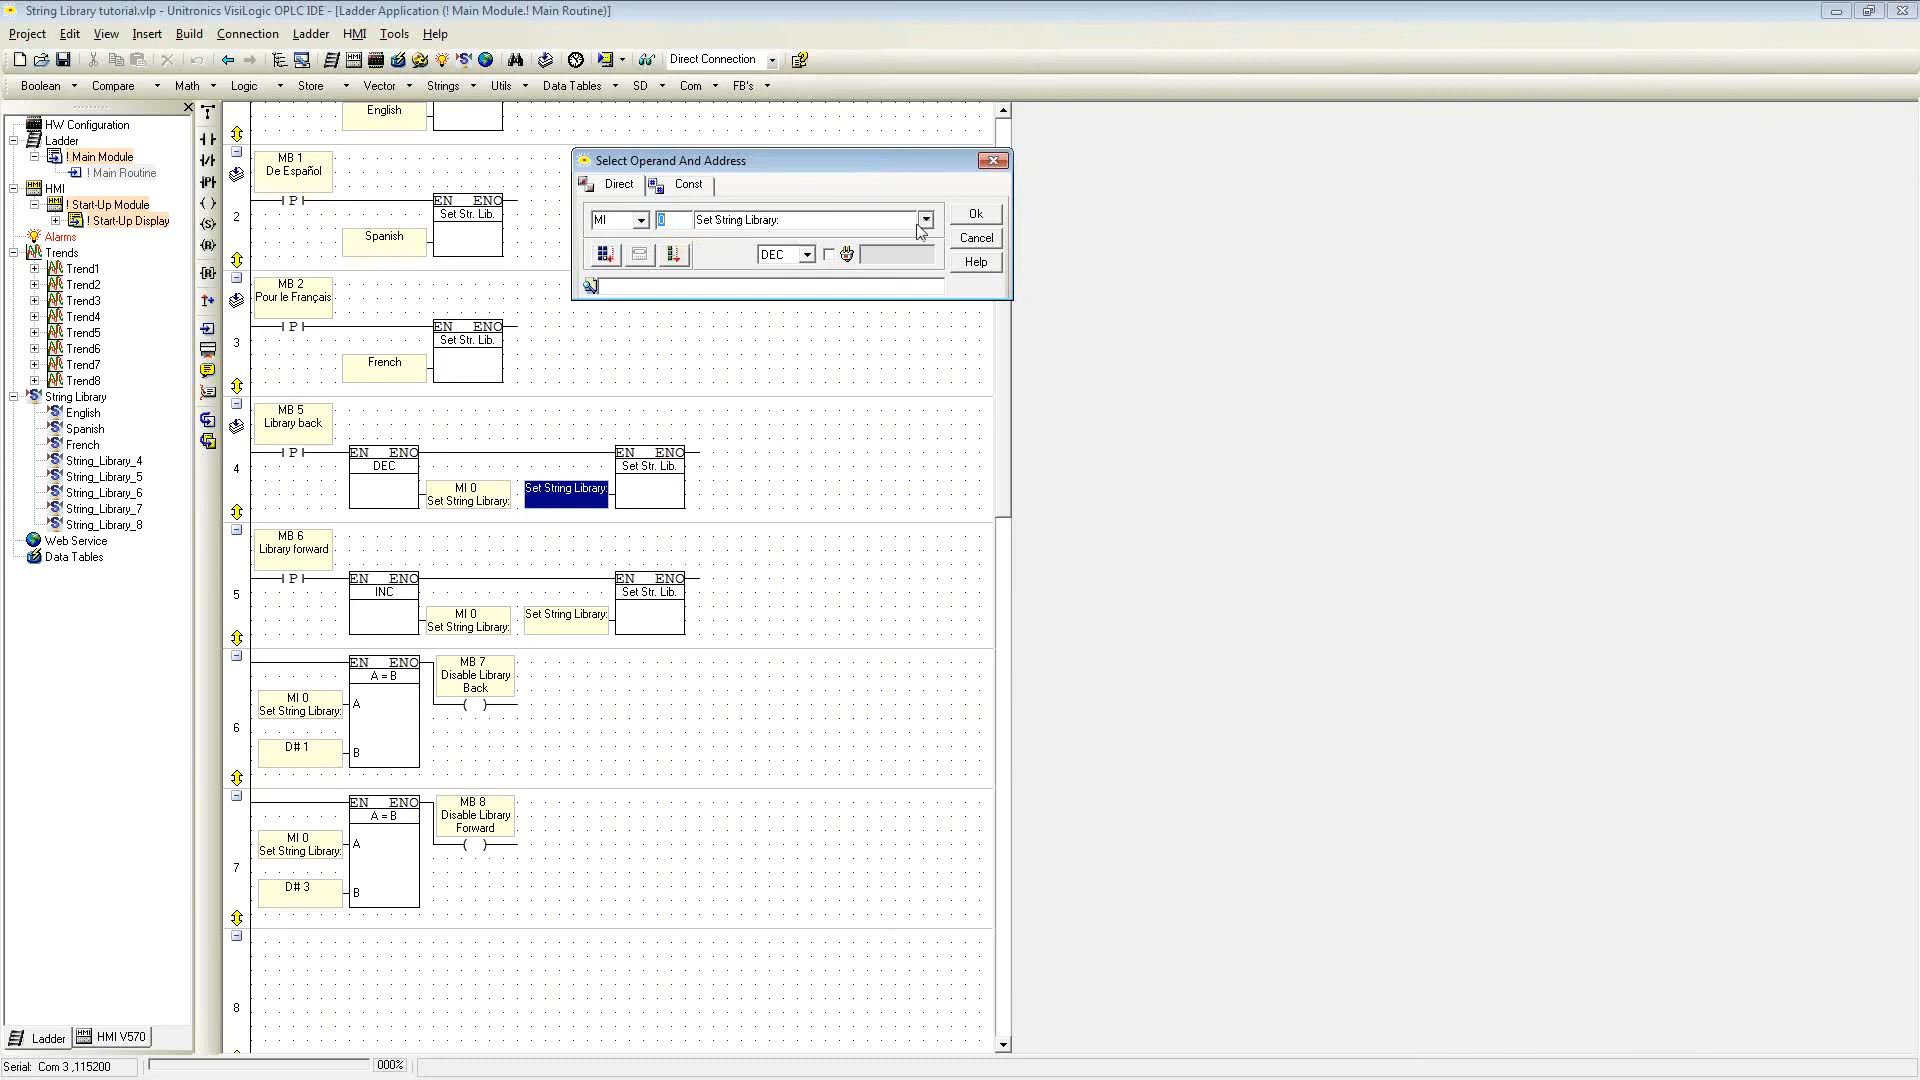 String Library tutorial.vlp - Unitronics VisiLogic OPLC IDE - [Ladder Application (! Main Module.! Main Routine)]
Project Edit View Insert Build Connection Ladder HMI Tools Help
Direct Connection
Boolean Compare Math Logic Store Vector Strings Utils Data Tables SD Com FB's
HW Configuration
Ladder
! Main Module
! Main Routine
HMI
! Start-Up Module
! Start-Up Display
Alarms
Trends
Trend1
Trend2
Trend3
Trend4
Trend5
Trend6
Trend7
Trend8
String Library
English
Spanish
French
String_Library_4
String_Library_5
String_Library_6
String_Library_7
String_Library_8
Web Service
Data Tables
Ladder HMI V570
English
MB 1
De Español
P
EN ENO
Set Str. Lib.
2
Spanish
MB 2
Pour le Français
P
EN ENO
Set Str. Lib.
3
French
MB 5
Library back
P
EN ENO
DEC
EN ENO
Set Str. Lib.
4
MI 0
Set String Library:
Set String Library:
MB 6
Library forward
P
EN ENO
INC
EN ENO
Set Str. Lib.
5
MI 0
Set String Library:
Set String Library:
EN ENO
A = B
MB 7
Disable Library
Back
MI 0
Set String Library:
A
6
D# 1
B
EN ENO
A = B
MB 8
Disable Library
Forward
MI 0
Set String Library:
A
7
D# 3
B
8
Select Operand And Address
Direct Const
MI 0 Set String Library:
Ok
Cancel
DEC
Help
Serial: Com 3 ,115200
000%